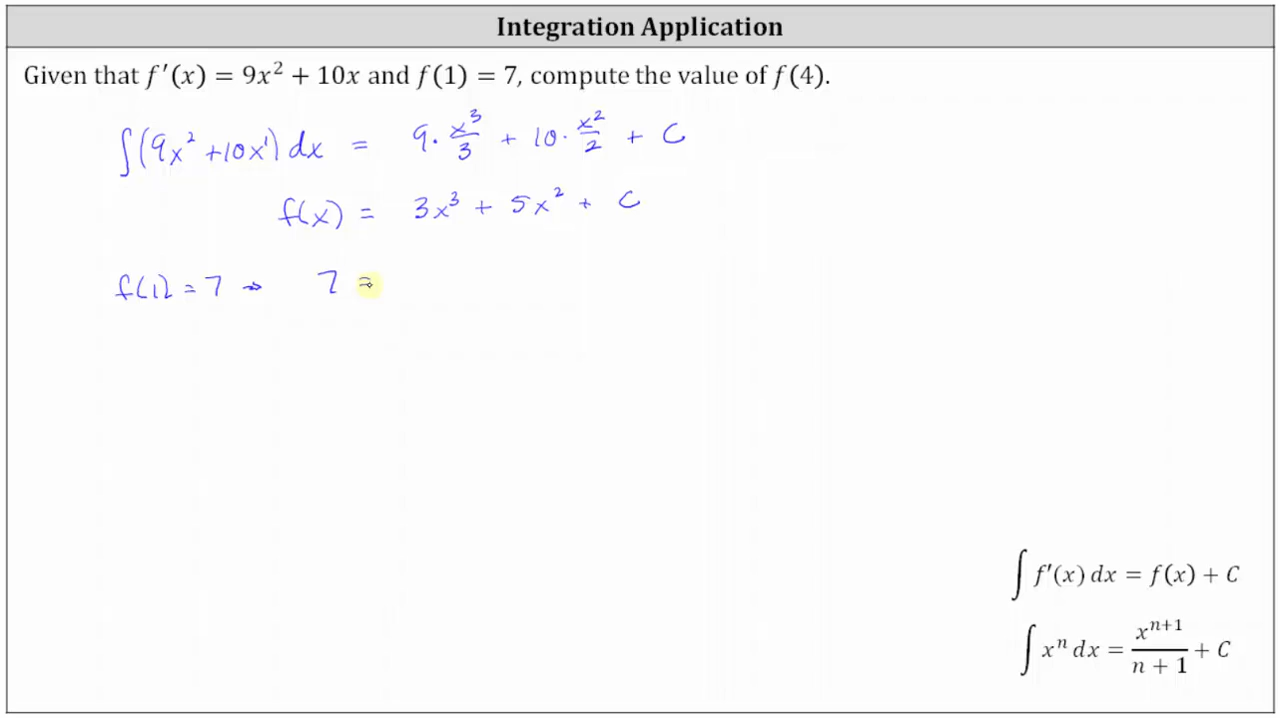 Integration Application
Given that f′(x) = 9x² + 10x and f(1) = 7, compute the value of f(4).
∫(9x² + 10x¹) dx = 9 · x³/3 + 10 · x²/2 + C
f(x) = 3x³ + 5x² + C
f(1) = 7 ⇒ 7 =
∫ f′(x) dx = f(x) + C
∫ xⁿ dx = xⁿ⁺¹/(n + 1) + C